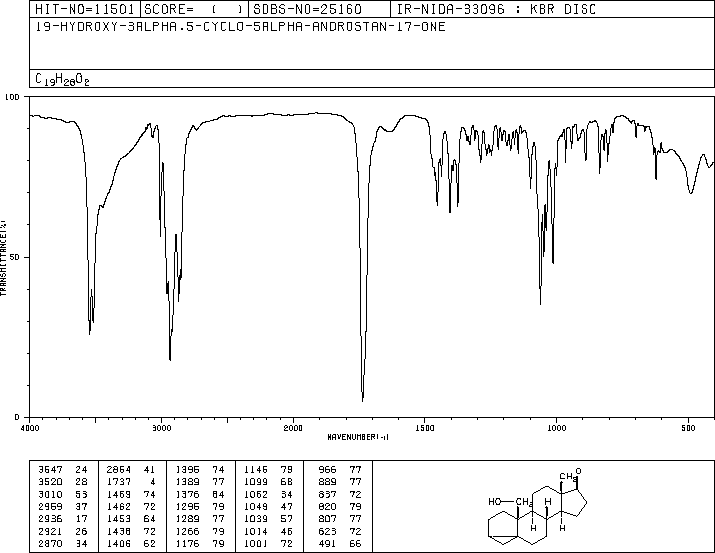 HIT-NO=11501 SCORE= ( ) SDBS-NO=25160 IR-NIDA-33096 : KBR DISC
19-HYDROXY-3ALPHA.5-CYCLO-5ALPHA-ANDROSTAN-17-ONE
C19H28O2
100
50
0
TRANSMITTANCE(%)
4000 3000 2000 1500 1000 500
WAVENUMBER(-1)
3547 24 2864 41 1396 74 1146 79 966 77
3520 28 1737 4 1389 77 1099 68 889 77
3010 53 1469 74 1376 64 1062 34 837 72
2959 37 1462 72 1295 79 1049 47 820 79
2936 17 1453 64 1289 77 1039 57 807 77
2921 26 1438 72 1266 79 1014 46 623 72
2870 34 1406 62 1176 79 1001 72 491 66
O
CH3
HO CH2
H H
H H